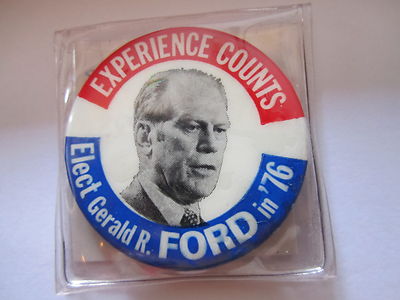 EXPERIENCE COUNTS
Elect Gerald R. FORD in '76